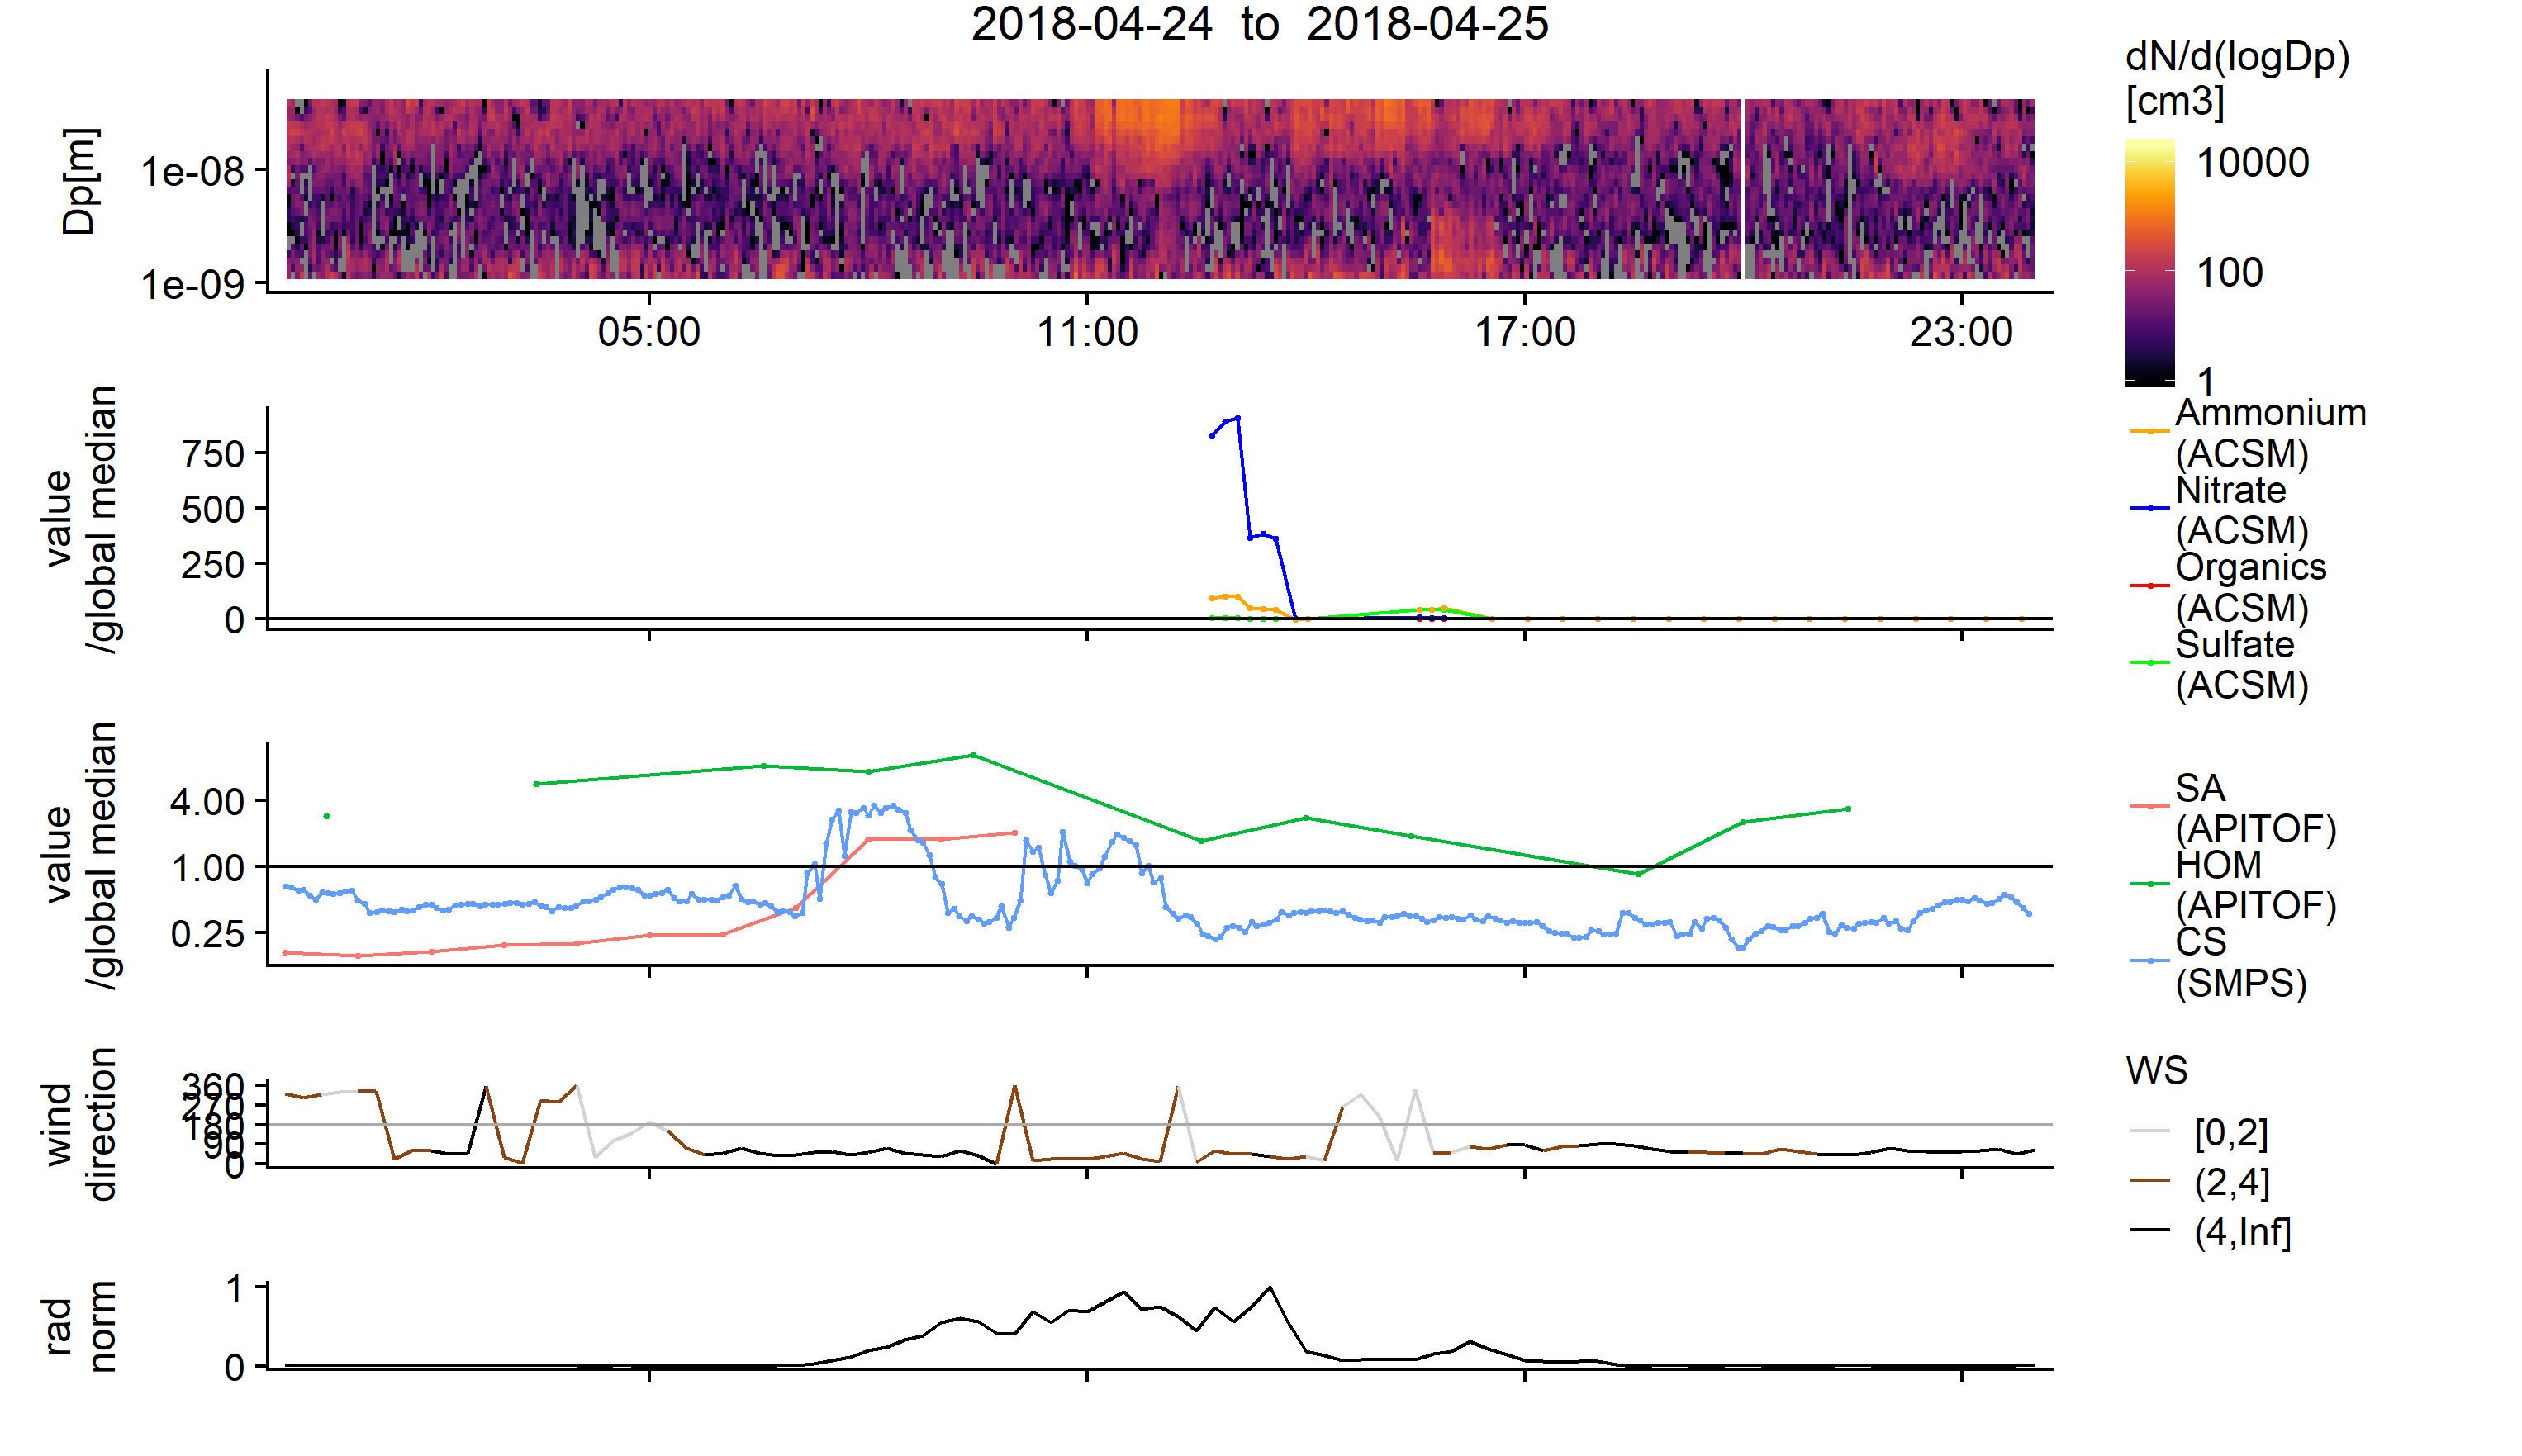 2018-04-24 to 2018-04-25
Dp[m]
1e-08
1e-09
05:00
11:00
17:00
23:00
dN/d(logDp)
[cm3]
10000
100
1
value
/global median
750
500
250
0
Ammonium
(ACSM)
Nitrate
(ACSM)
Organics
(ACSM)
Sulfate
(ACSM)
value
/global median
4.00
1.00
0.25
SA
(APITOF)
HOM
(APITOF)
CS
(SMPS)
wind
direction
360
270
180
90
0
WS
[0,2]
(2,4]
(4,Inf]
rad
norm
1
0